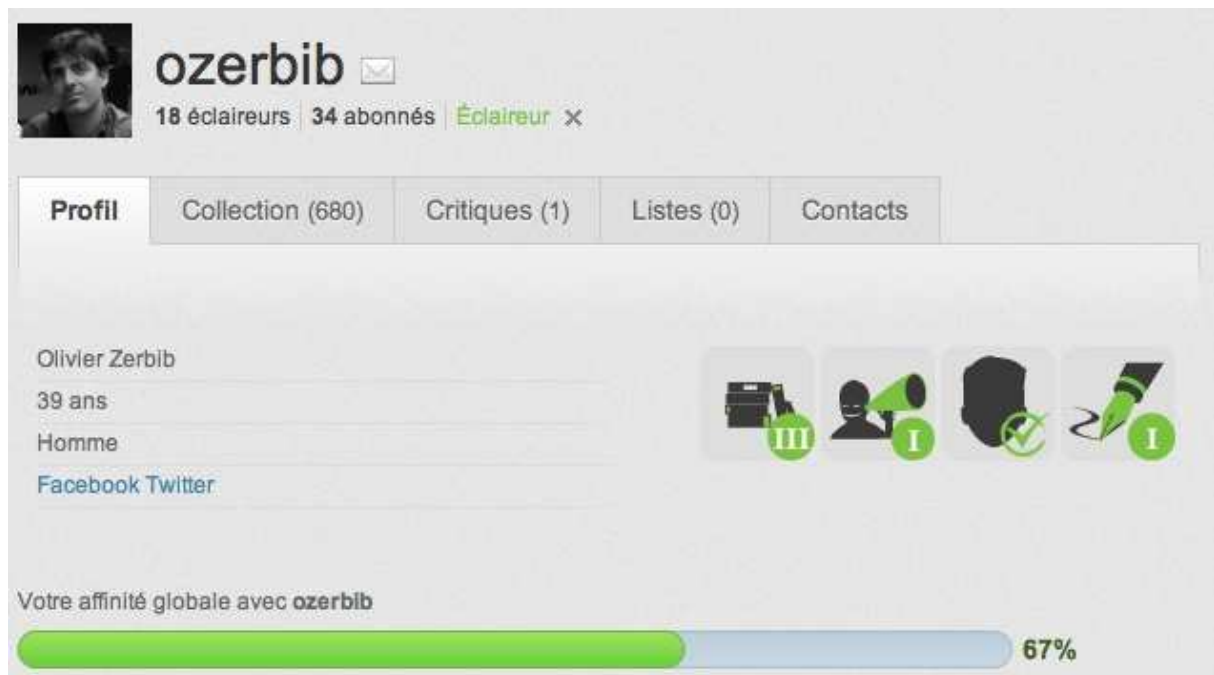 ozerbib
18 éclaireurs 34 abonnés Éclaireur ×
Profil Collection (680) Critiques (1) Listes (0) Contacts
Olivier Zerbib
39 ans
Homme
Facebook Twitter
III I I
Votre affinité globale avec ozerbib
67%